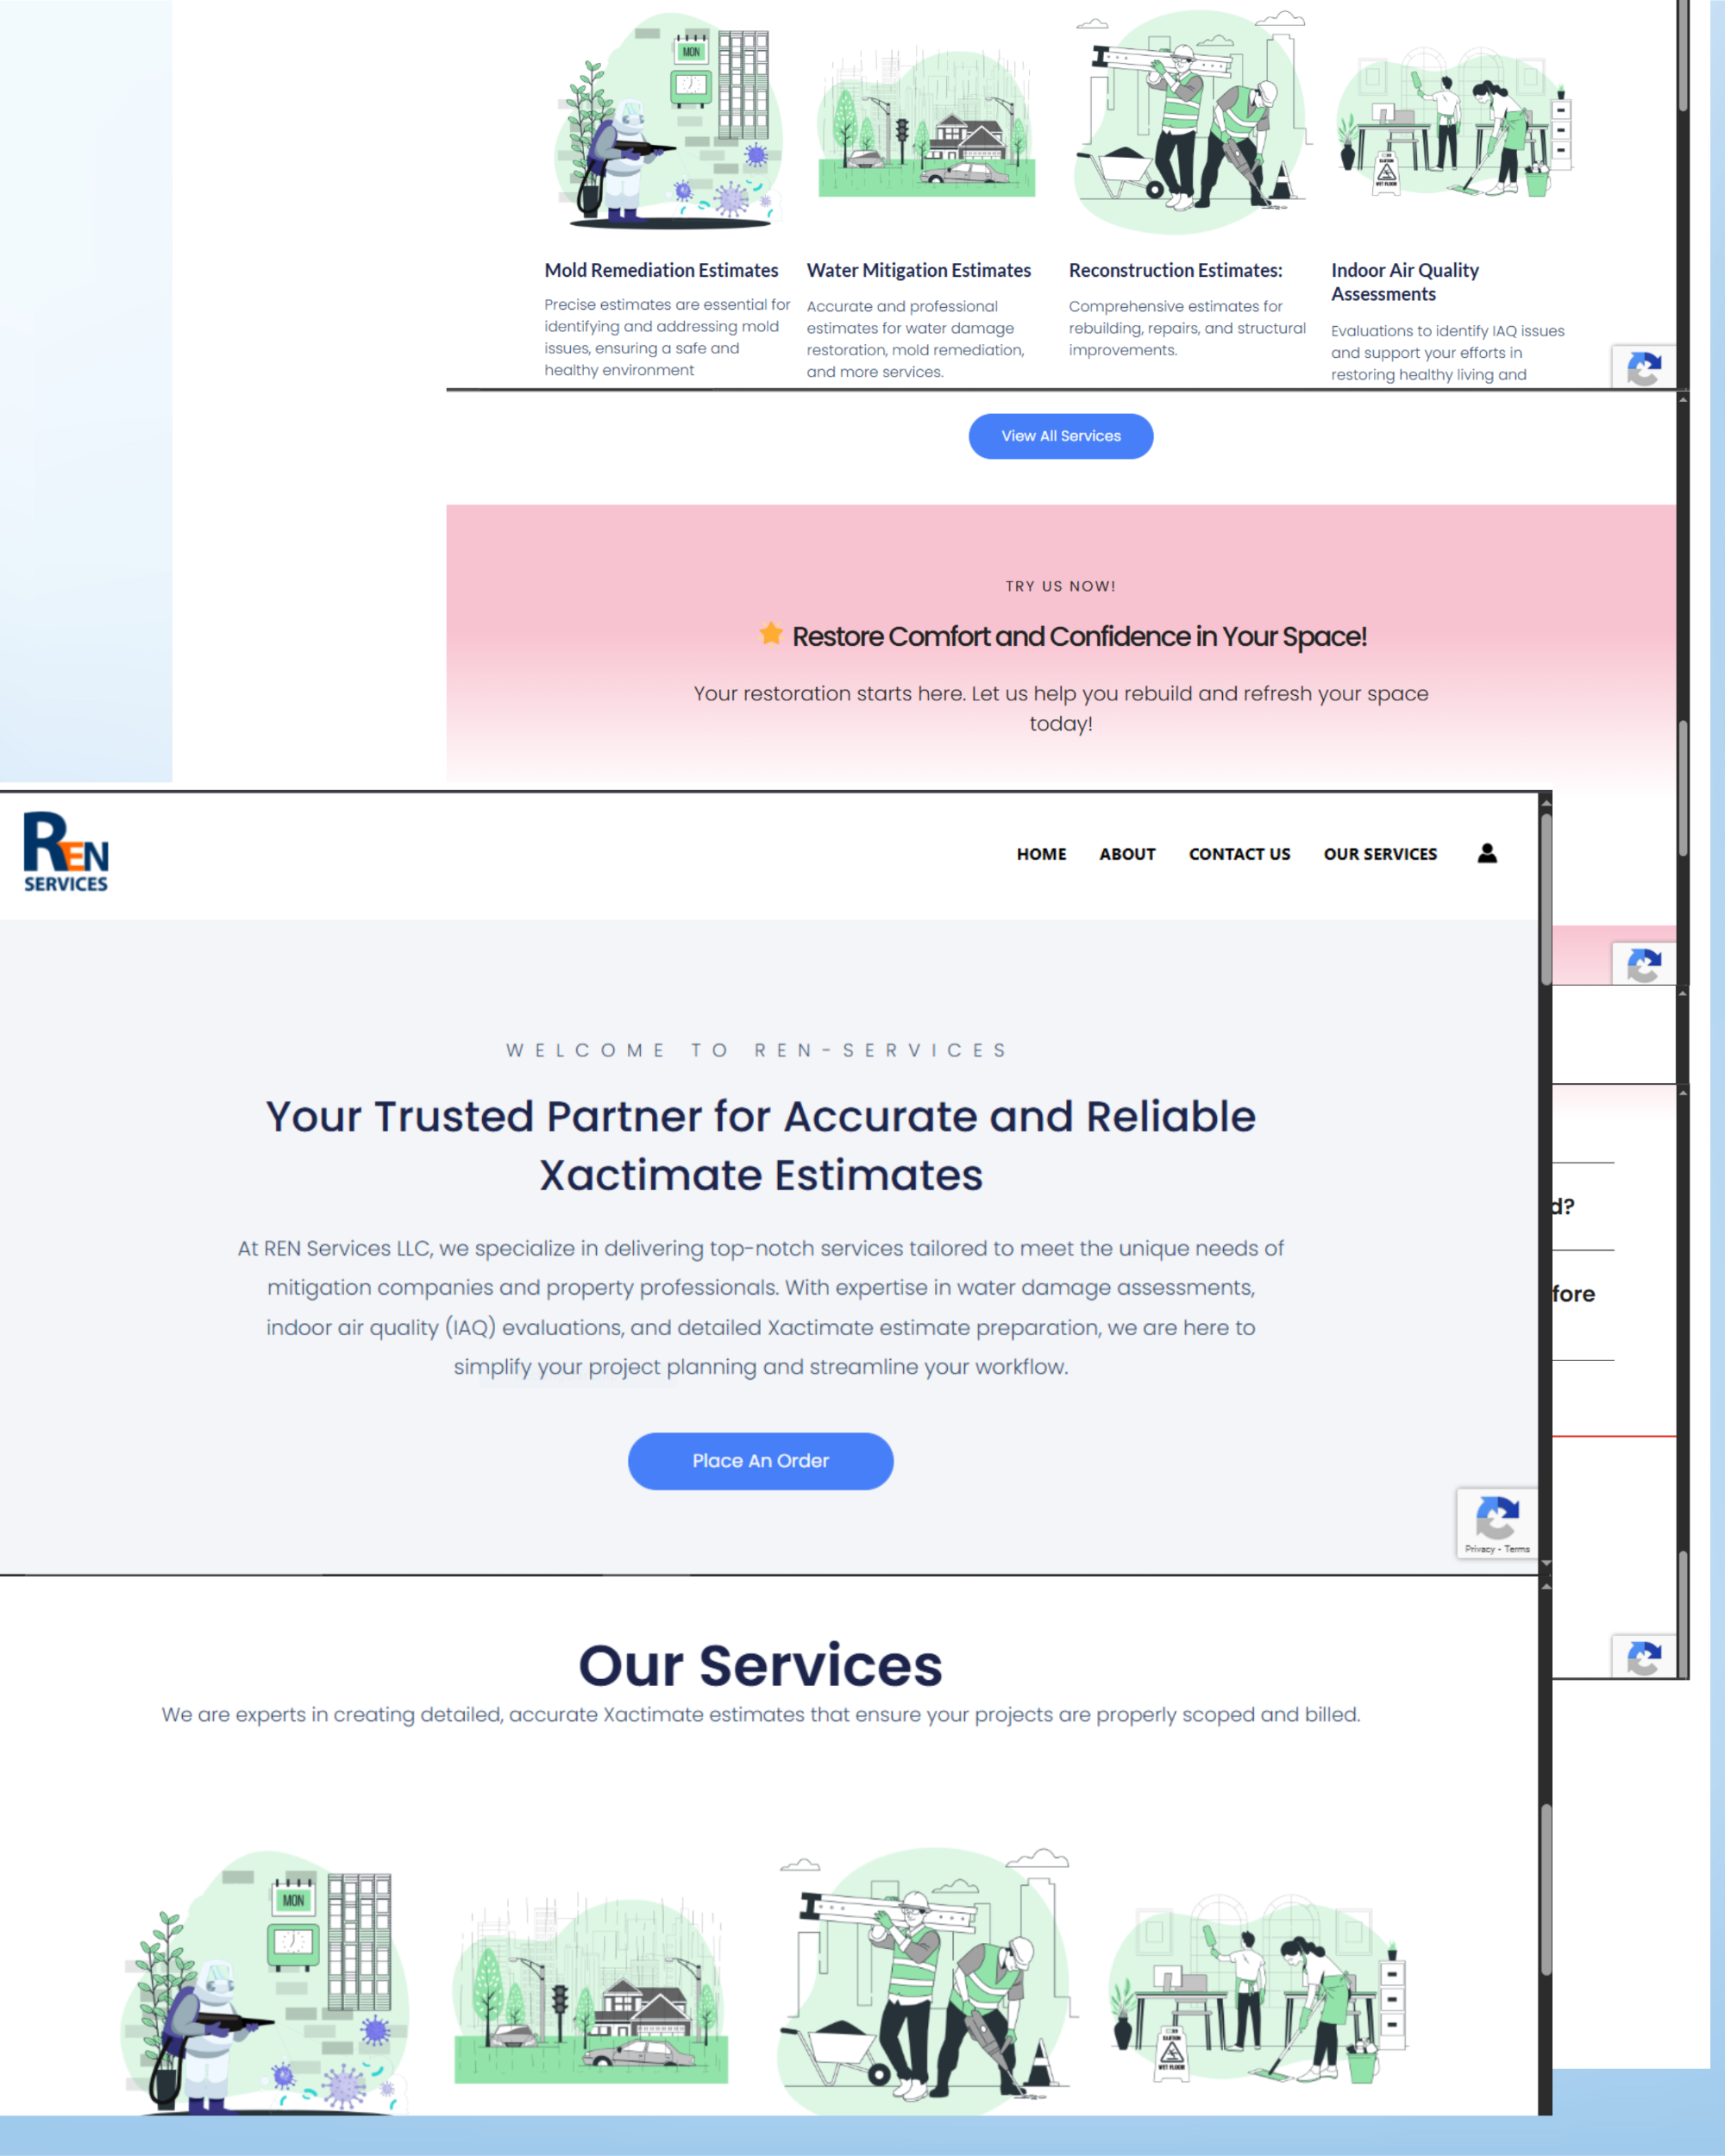 MON
Mold Remediation Estimates
Precise estimates are essential for
identifying and addressing mold
issues, ensuring a safe and
healthy environment
Water Mitigation Estimates
Accurate and professional
estimates for water damage
restoration, mold remediation,
and more services.
Reconstruction Estimates:
Comprehensive estimates for
rebuilding, repairs, and structural
improvements.
WET FLOOR
Indoor Air Quality
Assessments
Evaluations to identify IAQ issues
and support your efforts in
restoring healthy living and
View All Services
TRY US NOW!
Restore Comfort and Confidence in Your Space!
Your restoration starts here. Let us help you rebuild and refresh your space
today!
REN
SERVICES
HOME
ABOUT
CONTACT US
OUR SERVICES
WELCOME TO REN-SERVICES
Your Trusted Partner for Accurate and Reliable
Xactimate Estimates
At REN Services LLC, we specialize in delivering top-notch services tailored to meet the unique needs of
mitigation companies and property professionals. With expertise in water damage assessments,
indoor air quality (IAQ) evaluations, and detailed Xactimate estimate preparation, we are here to
simplify your project planning and streamline your workflow.
Place An Order
Privacy - Terms
d?
fore
Our Services
We are experts in creating detailed, accurate Xactimate estimates that ensure your projects are properly scoped and billed.
MON
WET FLOOR